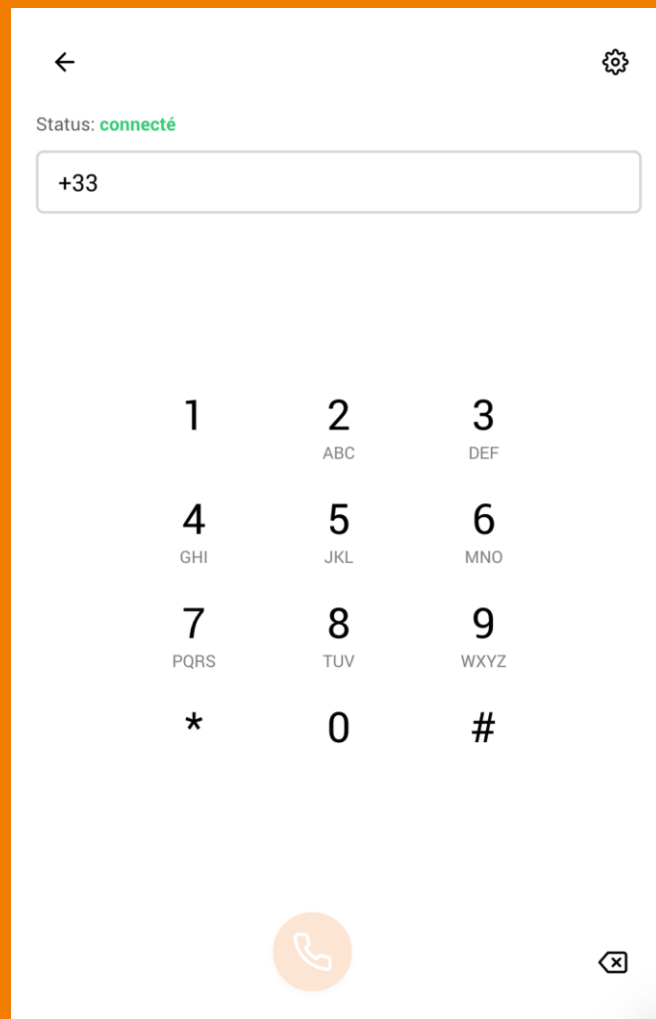 Status: connecté
+33
1 2 3
ABC DEF
4 5 6
GHI JKL MNO
7 8 9
PQRS TUV WXYZ
* 0 #